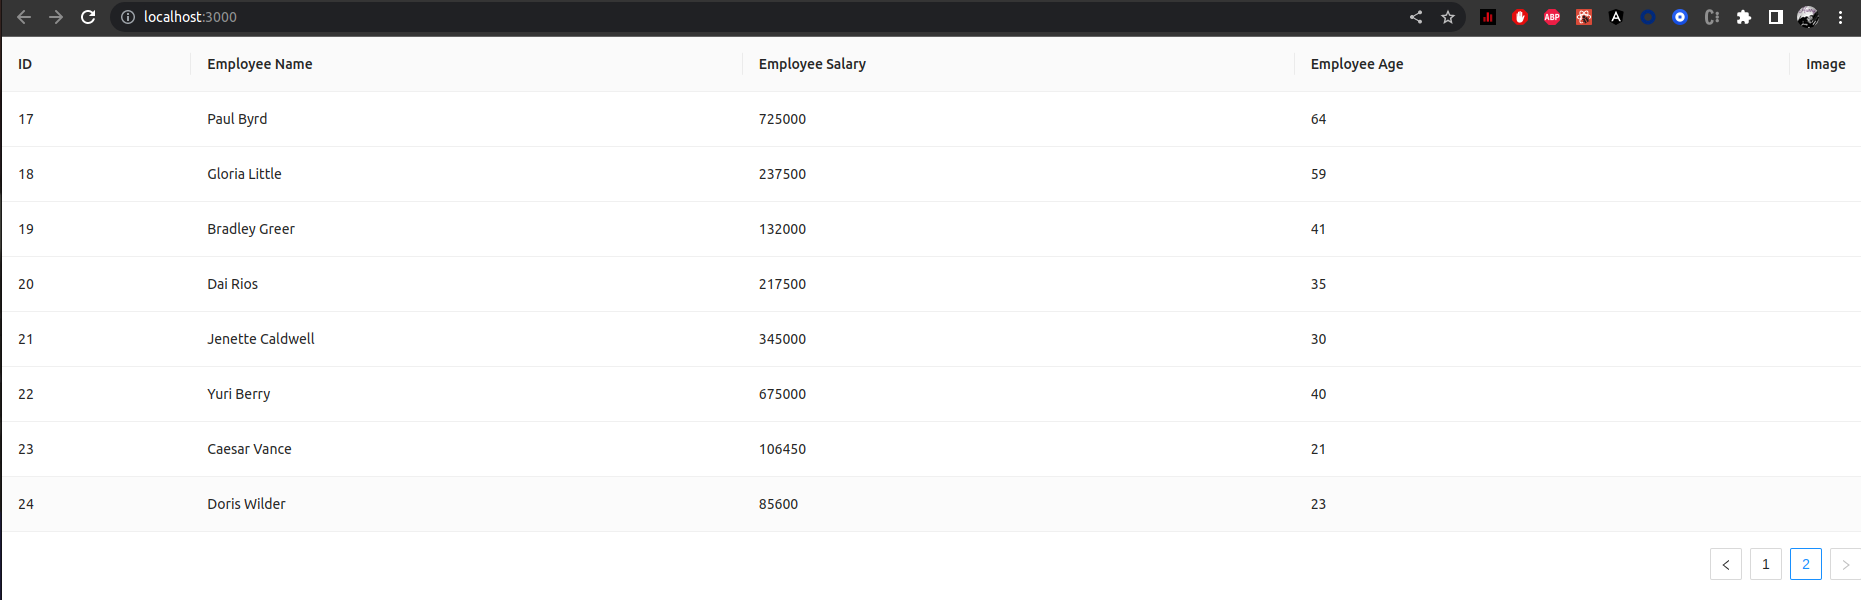 localhost:3000
ABP
ID Employee Name Employee Salary Employee Age Image
17 Paul Byrd 725000 64
18 Gloria Little 237500 59
19 Bradley Greer 132000 41
20 Dai Rios 217500 35
21 Jenette Caldwell 345000 30
22 Yuri Berry 675000 40
23 Caesar Vance 106450 21
24 Doris Wilder 85600 23
< 1 2 >